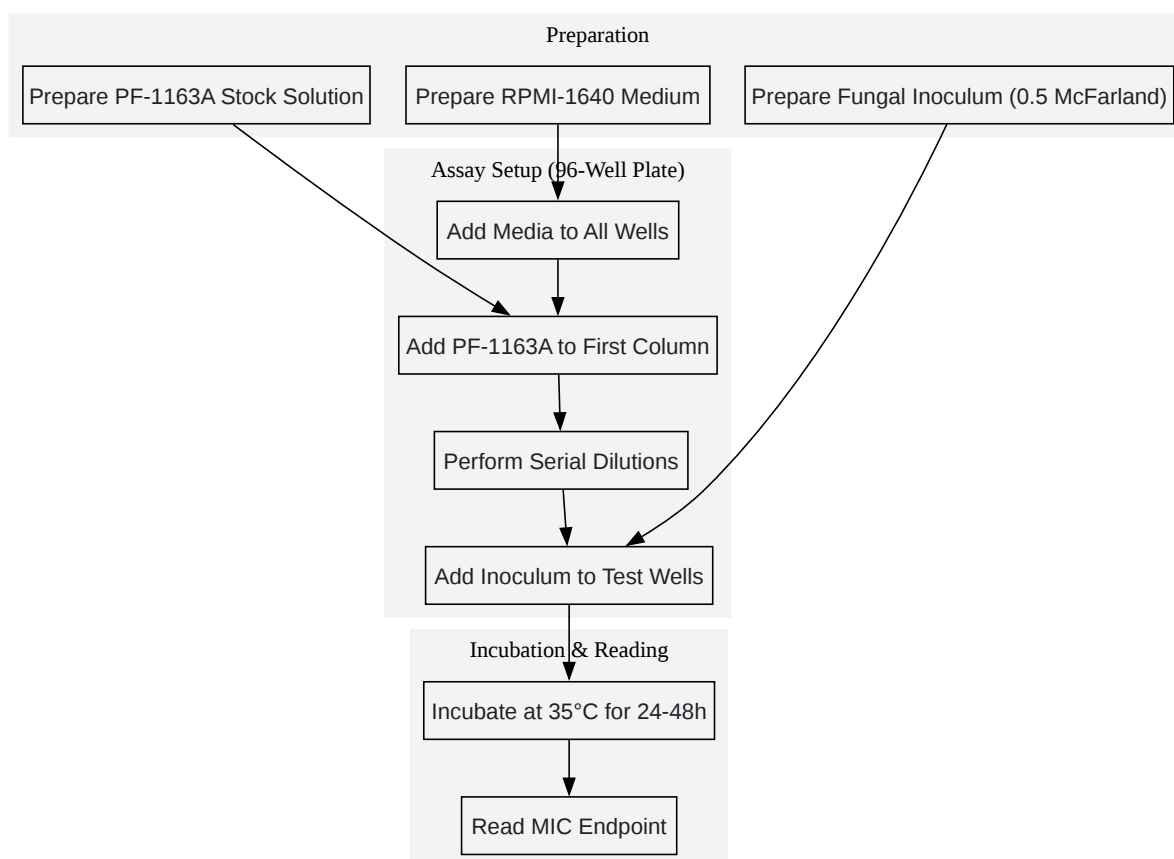 Preparation
Prepare PF-1163A Stock Solution
Prepare RPMI-1640 Medium
Prepare Fungal Inoculum (0.5 McFarland)
Assay Setup (96-Well Plate)
Add Media to All Wells
Add PF-1163A to First Column
Perform Serial Dilutions
Add Inoculum to Test Wells
Incubation & Reading
Incubate at 35°C for 24-48h
Read MIC Endpoint